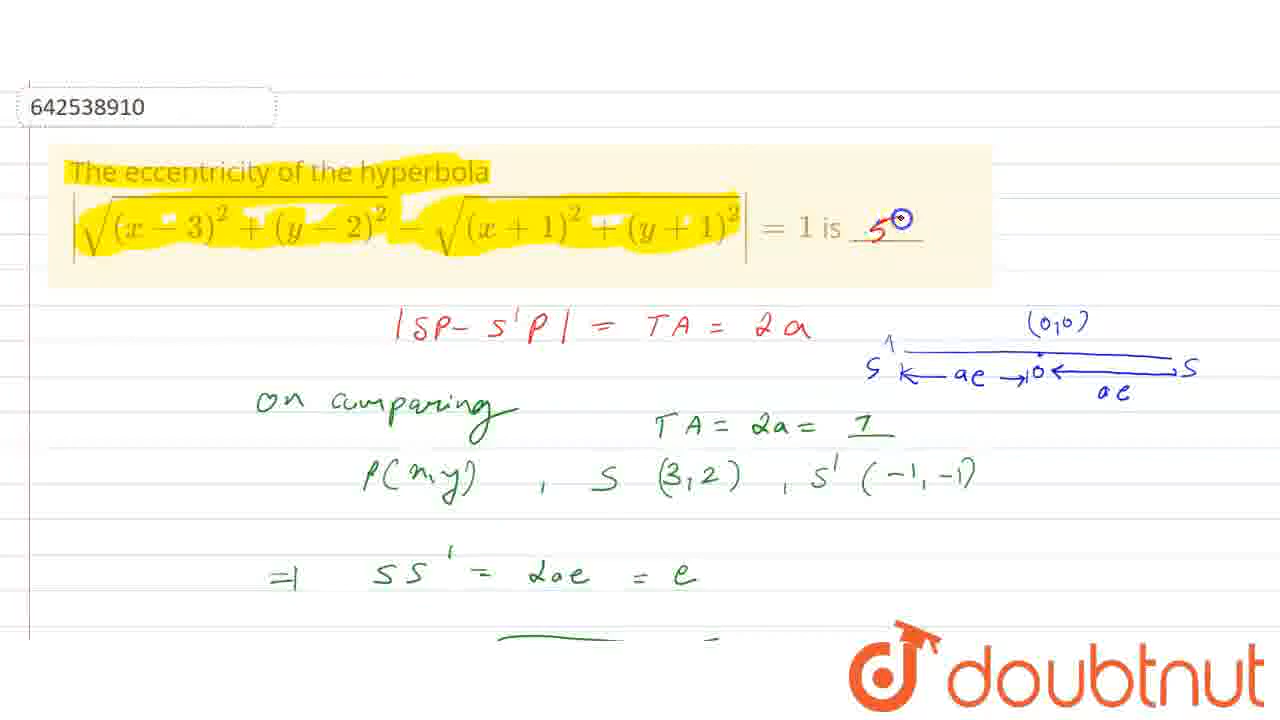 642538910
The eccentricity of the hyperbola
|√(x − 3)² + (y − 2)² − √(x + 1)² + (y + 1)²| = 1 is 5
|SP - S'P| = TA = 2a
(0,0)
S' ae O ae S
on comparing
TA = 2a = 1
P(x,y) , S (3,2) , S' (-1,-1)
⇒ SS' = 2ae = e
=
doubtnut